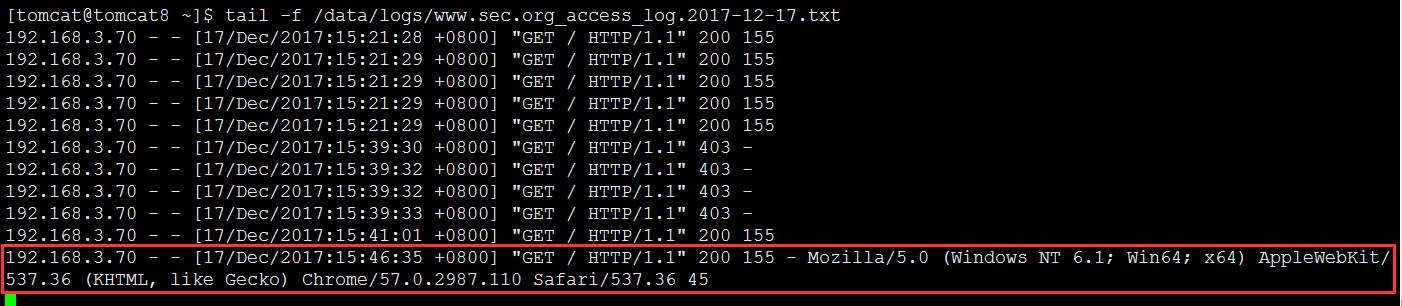 [tomcat@tomcat8 ~]$ tail -f /data/logs/www.sec.org_access_log.2017-12-17.txt
192.168.3.70 - - [17/Dec/2017:15:21:28 +0800] "GET / HTTP/1.1" 200 155
192.168.3.70 - - [17/Dec/2017:15:21:29 +0800] "GET / HTTP/1.1" 200 155
192.168.3.70 - - [17/Dec/2017:15:21:29 +0800] "GET / HTTP/1.1" 200 155
192.168.3.70 - - [17/Dec/2017:15:21:29 +0800] "GET / HTTP/1.1" 200 155
192.168.3.70 - - [17/Dec/2017:15:21:29 +0800] "GET / HTTP/1.1" 200 155
192.168.3.70 - - [17/Dec/2017:15:39:30 +0800] "GET / HTTP/1.1" 403 -
192.168.3.70 - - [17/Dec/2017:15:39:32 +0800] "GET / HTTP/1.1" 403 -
192.168.3.70 - - [17/Dec/2017:15:39:32 +0800] "GET / HTTP/1.1" 403 -
192.168.3.70 - - [17/Dec/2017:15:39:33 +0800] "GET / HTTP/1.1" 403 -
192.168.3.70 - - [17/Dec/2017:15:41:01 +0800] "GET / HTTP/1.1" 200 155
192.168.3.70 - - [17/Dec/2017:15:46:35 +0800] "GET / HTTP/1.1" 200 155 - Mozilla/5.0 (Windows NT 6.1; Win64; x64) AppleWebKit/
537.36 (KHTML, like Gecko) Chrome/57.0.2987.110 Safari/537.36 45